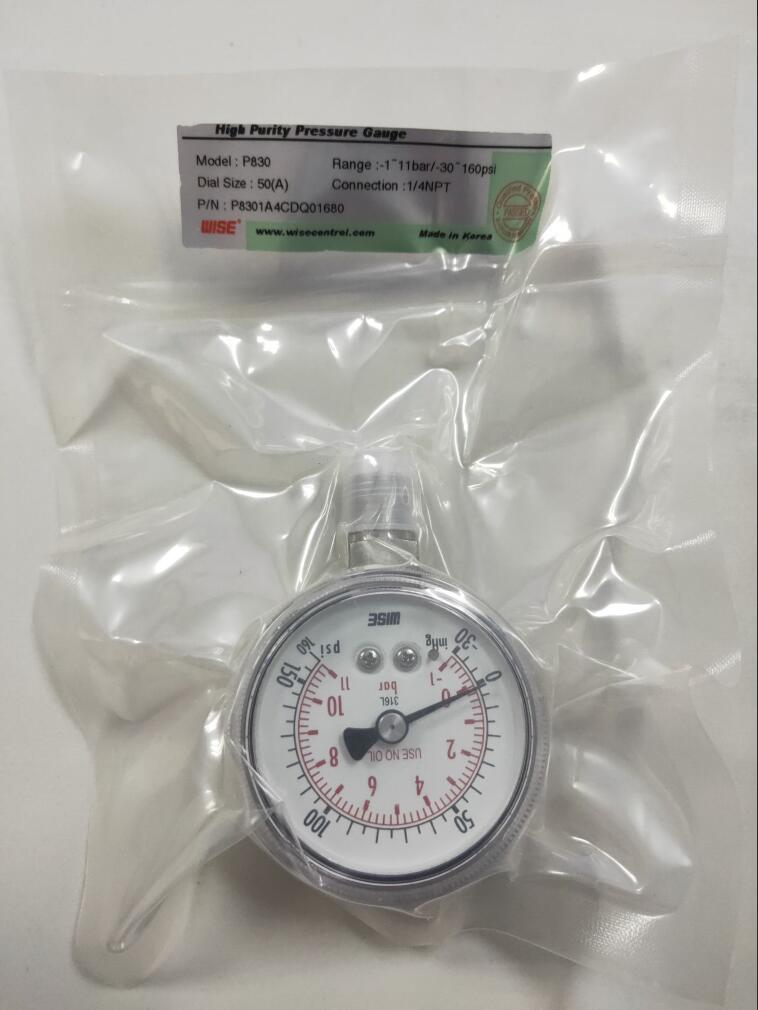 High Purity Pressure Gauge
Model : P830 Range :-1~11bar/-30~160psi
Dial Size : 50(A) Connection :1/4NPT
P/N : P8301A4CDQ01680
WISE® www.wisecontrol.com Made in Korea
WISE
160 psi inHg -30
150 11 bar -1 0
10 316L 0
USE NO OIL
8 6 4 2
100 50